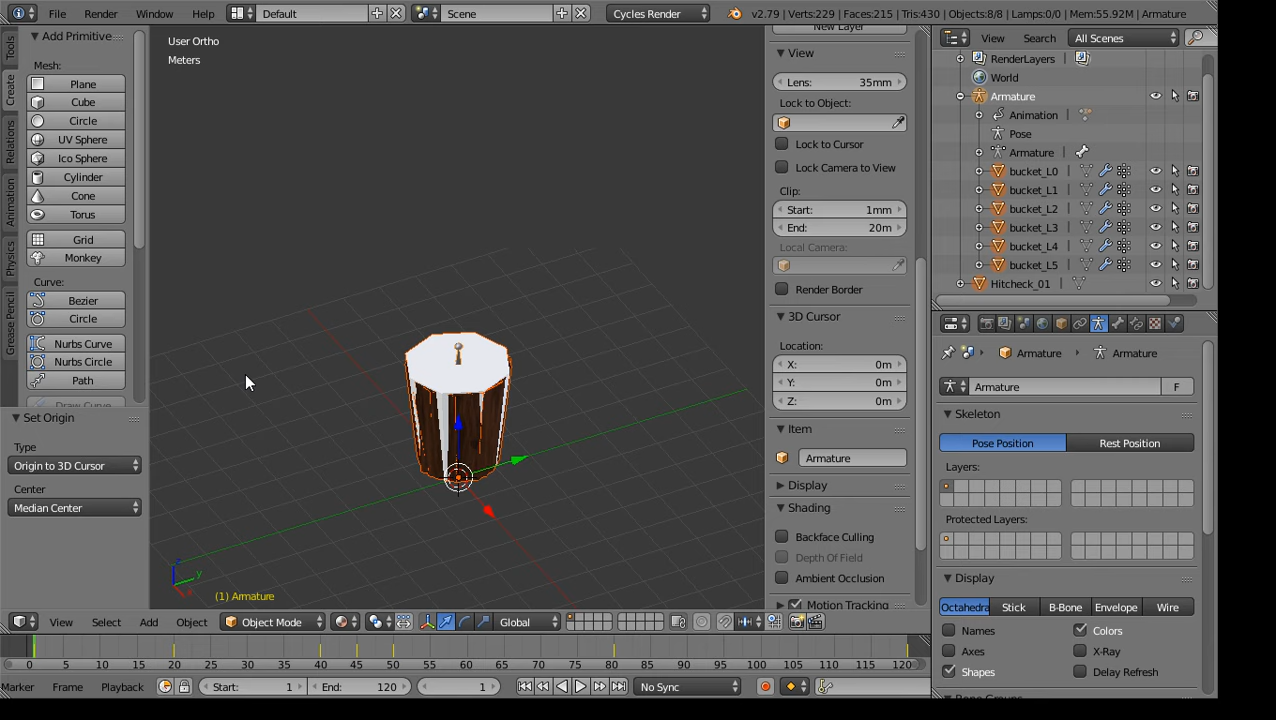 File Render Window Help Default Scene Cycles Render v2.79 | Verts:229 | Faces:215 | Tris:430 | Objects:8/8 | Lamps:0/0 | Mem:55.92M | Armature
Add Primitive
Mesh:
Plane
Cube
Circle
UV Sphere
Ico Sphere
Cylinder
Cone
Torus
Grid
Monkey
Curve:
Bezier
Circle
Nurbs Curve
Nurbs Circle
Path
Draw Curve
Tools
Create
Relations
Animation
Physics
Grease Pencil
Set Origin
Type
Origin to 3D Cursor
Center
Median Center
User Ortho
Meters
z
y
x
(1) Armature
New Layer
View
Lens: 35mm
Lock to Object:
Lock to Cursor
Lock Camera to View
Clip:
Start: 1mm
End: 20m
Local Camera:
Render Border
3D Cursor
Location:
X: 0m
Y: 0m
Z: 0m
Item
Armature
Display
Shading
Backface Culling
Depth Of Field
Ambient Occlusion
Motion Tracking
View Search All Scenes
RenderLayers |
World
Armature
Animation |
Pose
Armature |
bucket_L0 |
bucket_L1 |
bucket_L2 |
bucket_L3 |
bucket_L4 |
bucket_L5 |
Hitcheck_01 |
Armature Armature
Armature F
Skeleton
Pose Position Rest Position
Layers:
Protected Layers:
Display
Octahedra Stick B-Bone Envelope Wire
Names Colors
Axes X-Ray
Shapes Delay Refresh
Bone Groups
View Select Add Object Object Mode Global
0 5 10 15 20 25 30 35 40 45 50 55 60 65 70 75 80 85 90 95 100 105 110 115 120
Marker Frame Playback Start: 1 End: 120 1 No Sync